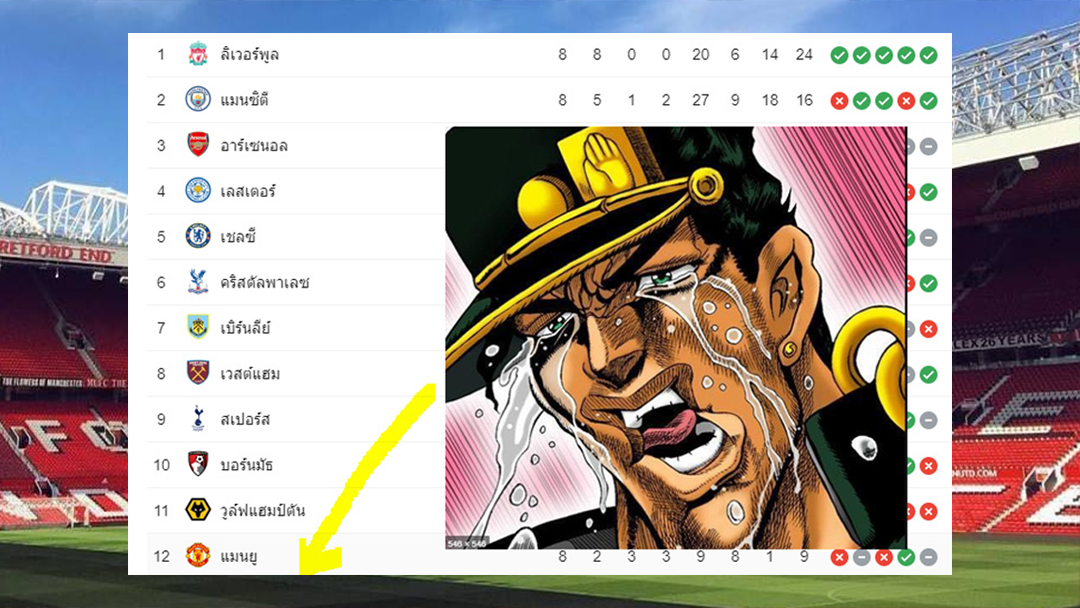 1 ลิเวอร์พูล 8 8 0 0 20 6 14 24
2 แมนซิตี 8 5 1 2 27 9 18 16
3 อาร์เซนอล
4 เลสเตอร์
5 เชลซี
6 คริสตัลพาเลซ
7 เบิร์นลีย์
8 เวสต์แฮม
9 สเปอร์ส
10 บอร์นมัธ
11 วูล์ฟแฮมป์ตัน
12 แมนยู 8 2 3 3 9 8 1 9
546 × 546
RETFORD END
THE FLOWERS OF MANCHESTER
MUFC THE
26 YEARS